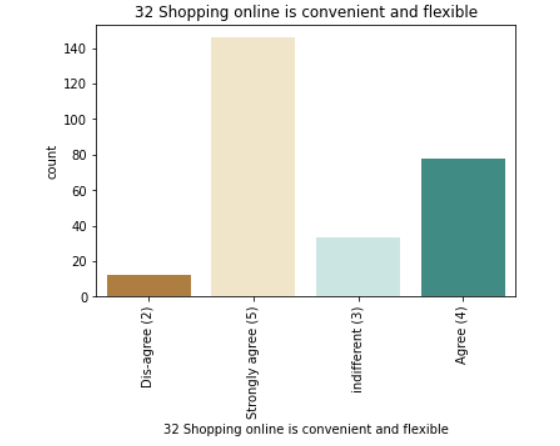 32 Shopping online is convenient and flexible
140
120
100
80
60
40
20
0
count
Dis-agree (2)
Strongly agree (5)
indifferent (3)
Agree (4)
32 Shopping online is convenient and flexible